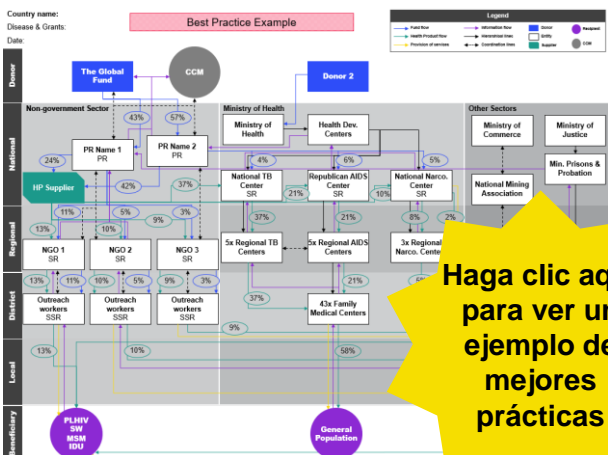 Country name:
Disease & Grants:
Date:
Best Practice Example
Legend
Fund flow
Health Product flow
Provision of services
Information flow
Hierarchical lines
Coordination lines
Donor
Entity
Supplier
Recipient
CCM
Donor
The Global
Fund
CCM
Donor 2
National
Non-government Sector
Ministry of Health
Other Sectors
43%
57%
PR Name 1
PR
PR Name 2
PR
Ministry of
Health
Health Dev.
Centers
Ministry of
Commerce
Ministry of
Justice
Min. Prisons &
Probation
24%
42%
37%
4%
6%
5%
HP Supplier
National TB
Center
SR
21%
Republican AIDS
Center
SR
10%
National Narco.
Center
SR
National Mining
Association
Regional
13%
11%
10%
5%
9%
3%
37%
21%
8%
2%
NGO 1
SR
NGO 2
SR
NGO 3
SR
5x Regional TB
Centers
5x Regional AIDS
Centers
3x Regional
Narco. Center
District
13%
11%
10%
5%
9%
3%
37%
21%
Outreach
workers
SSR
Outreach
workers
SSR
Outreach
workers
SSR
43x Family
Medical Centers
9%
Local
13%
10%
58%
Beneficiary
PLHIV
SW
MSM
IDU
General
Population
Haga clic aq
para ver un
ejemplo de
mejores
prácticas